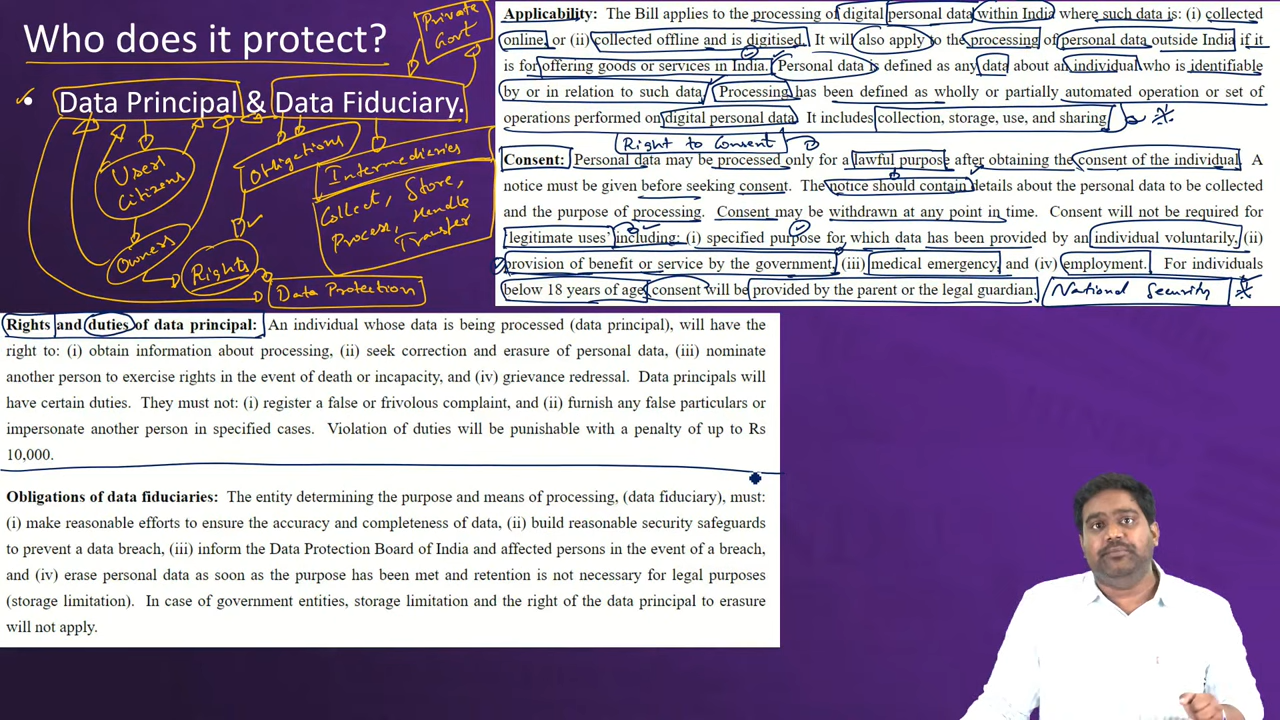 Who does it protect?
• Data Principal & Data Fiduciary.
Private
Govt
Users
Citizens
Owners
Obligations
Rights
Data Protection
Intermediaries
Collect, Store,
Process, Handle
Transfer
Applicability: The Bill applies to the processing of digital personal data within India where such data is: (i) collected
online, or (ii) collected offline and is digitised. It will also apply to the processing of personal data outside India if it
is for offering goods or services in India. Personal data is defined as any data about an individual who is identifiable
by or in relation to such data. Processing has been defined as wholly or partially automated operation or set of
operations performed on digital personal data. It includes collection, storage, use, and sharing.
Right to Consent
Consent: Personal data may be processed only for a lawful purpose after obtaining the consent of the individual. A
notice must be given before seeking consent. The notice should contain details about the personal data to be collected
and the purpose of processing. Consent may be withdrawn at any point in time. Consent will not be required for
‘legitimate uses’ including: (i) specified purpose for which data has been provided by an individual voluntarily, (ii)
provision of benefit or service by the government, (iii) medical emergency, and (iv) employment. For individuals
below 18 years of age, consent will be provided by the parent or the legal guardian.
National Security
Rights and duties of data principal: An individual whose data is being processed (data principal), will have the
right to: (i) obtain information about processing, (ii) seek correction and erasure of personal data, (iii) nominate
another person to exercise rights in the event of death or incapacity, and (iv) grievance redressal. Data principals will
have certain duties. They must not: (i) register a false or frivolous complaint, and (ii) furnish any false particulars or
impersonate another person in specified cases. Violation of duties will be punishable with a penalty of up to Rs
10,000.
Obligations of data fiduciaries: The entity determining the purpose and means of processing, (data fiduciary), must:
(i) make reasonable efforts to ensure the accuracy and completeness of data, (ii) build reasonable security safeguards
to prevent a data breach, (iii) inform the Data Protection Board of India and affected persons in the event of a breach,
and (iv) erase personal data as soon as the purpose has been met and retention is not necessary for legal purposes
(storage limitation). In case of government entities, storage limitation and the right of the data principal to erasure
will not apply.